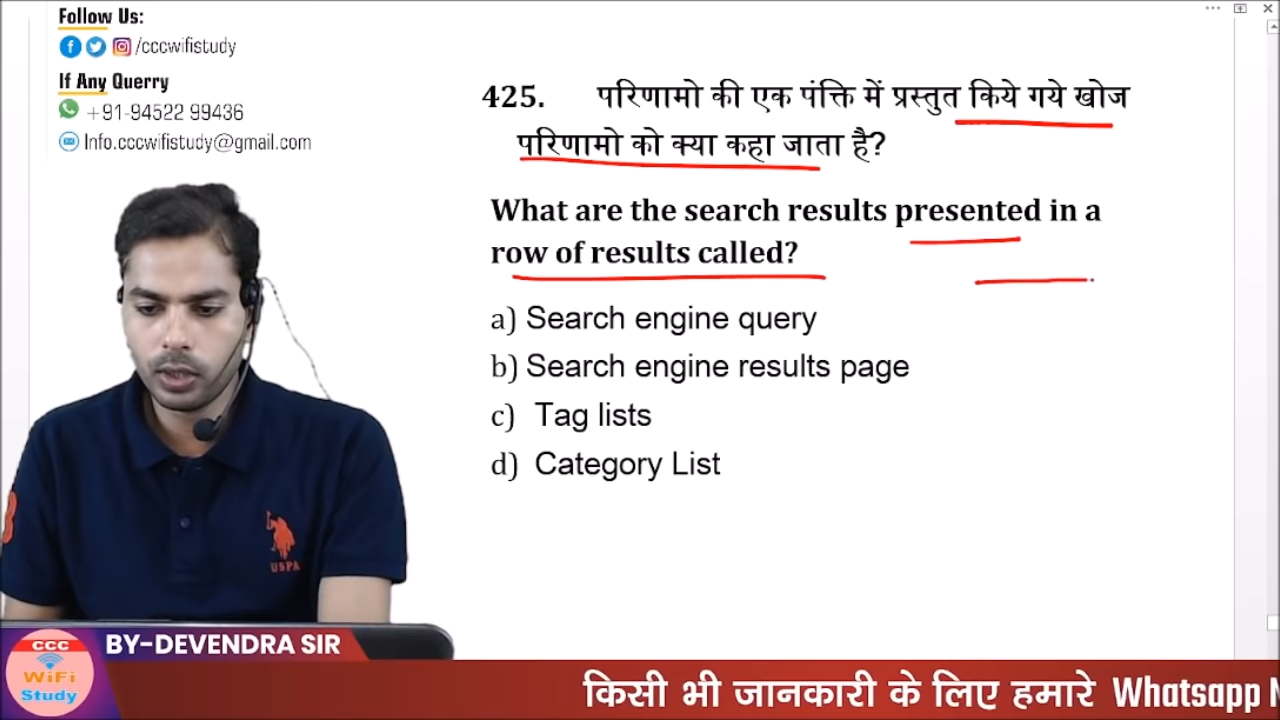 Follow Us:
/cccwifistudy
If Any Querry
+91-94522 99436
Info.cccwifistudy@gmail.com
425. परिणामो की एक पंक्ति में प्रस्तुत किये गये खोज
परिणामो को क्या कहा जाता है?
What are the search results presented in a
row of results called?
a) Search engine query
b) Search engine results page
c) Tag lists
d) Category List
USPA
CCC
WiFi
Study
BY-DEVENDRA SIR
किसी भी जानकारी के लिए हमारे Whatsapp